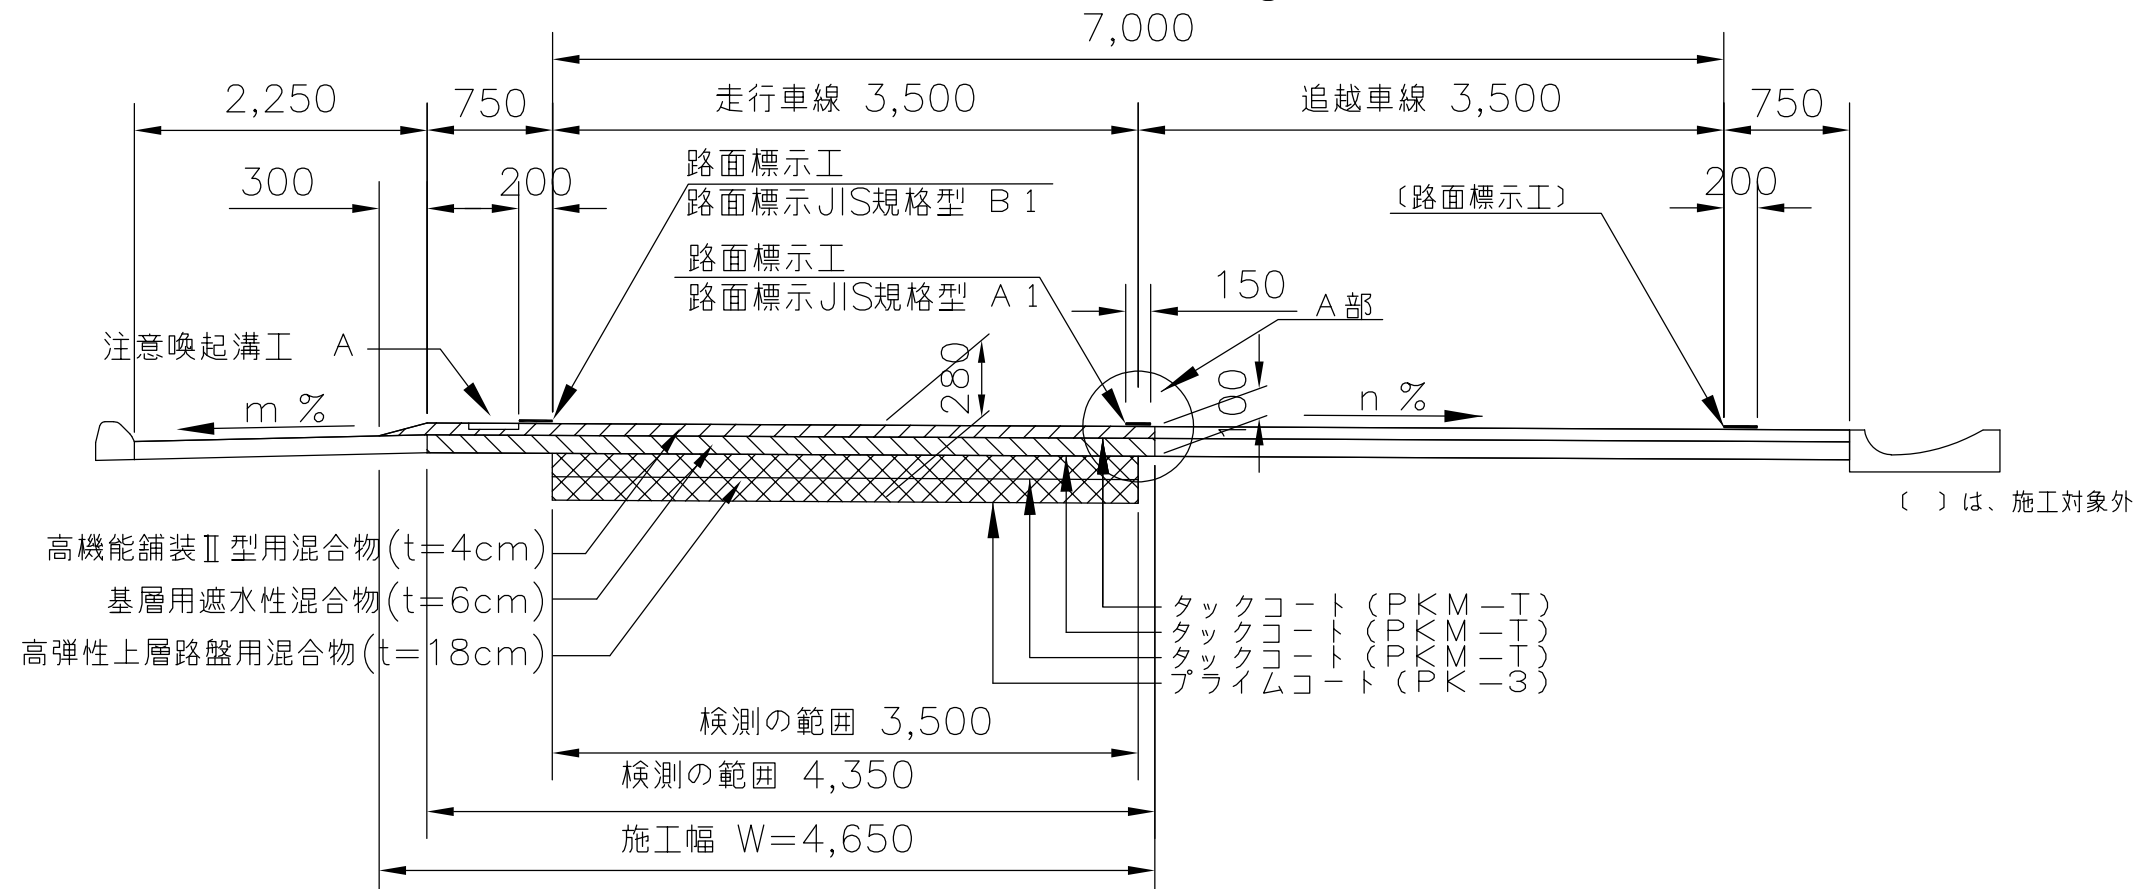 7,000
2,250
750
走行車線 3,500
追越車線 3,500
750
300
200
路面標示工
路面標示JIS規格型 B1
〔路面標示工〕
200
路面標示工
路面標示JIS規格型 A1
150
A部
注意喚起溝工 A
280
100
m %
n %
〔 〕は、施工対象外
高機能舗装Ⅱ型用混合物(t=4cm)
基層用遮水性混合物(t=6cm)
高弾性上層路盤用混合物(t=18cm)
タックコート(PKM-T)
タックコート(PKM-T)
タックコート(PKM-T)
プライムコート(PK-3)
検測の範囲 3,500
検測の範囲 4,350
施工幅 W=4,650